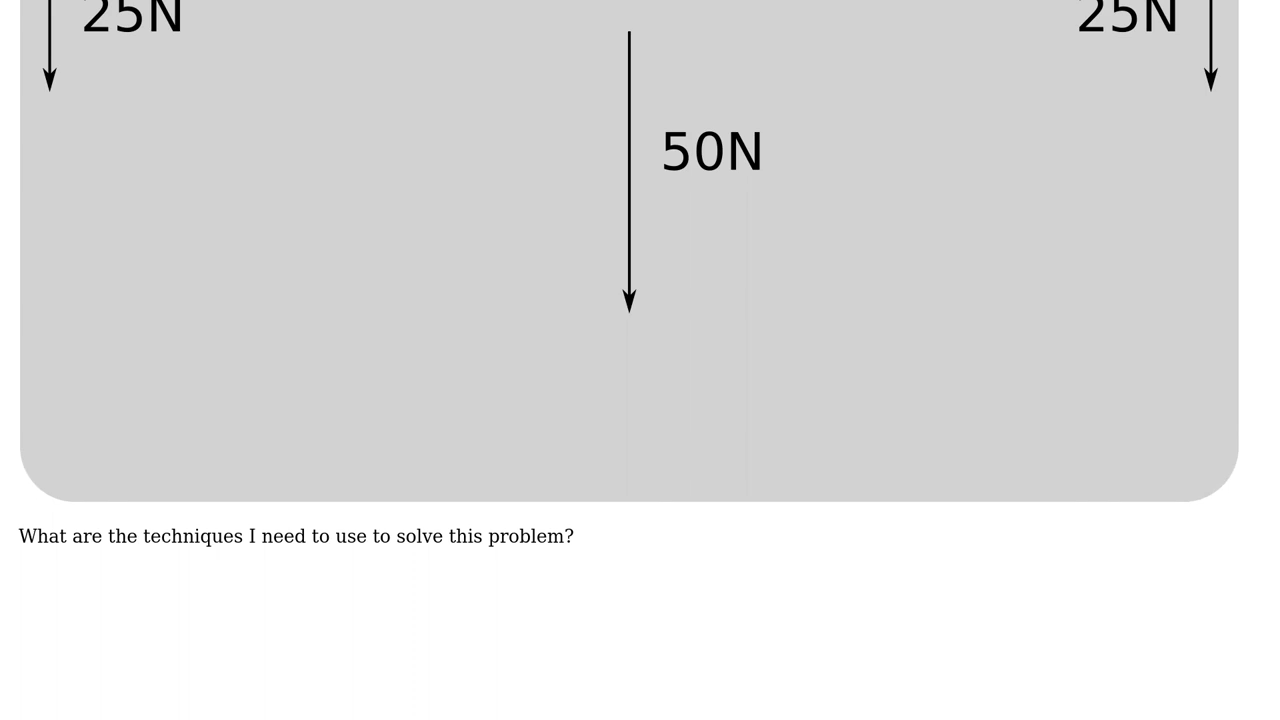 25N 25N
50N
What are the techniques I need to use to solve this problem?